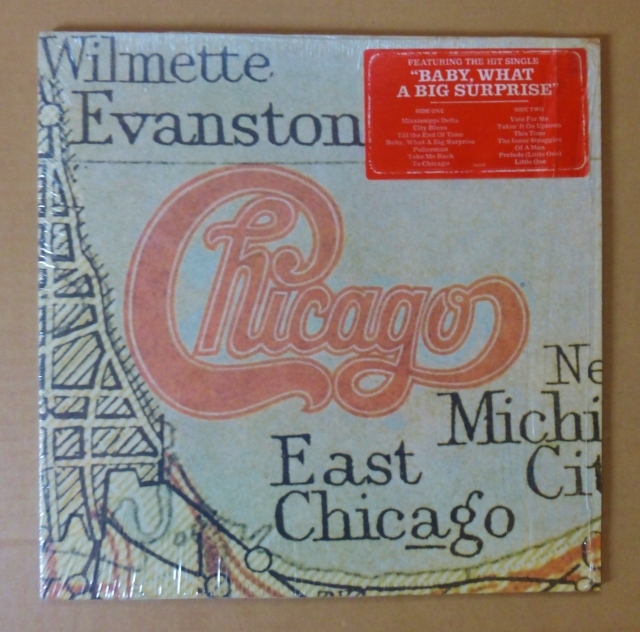 Wilmette
Evanston
FEATURING THE HIT SINGLE
"BABY, WHAT
A BIG SURPRISE"
SIDE ONE
Mississippi Delta
City Blues
Till the End Of Time
Baby, What A Big Surprise
Policeman
Take Me Back
To Chicago
SIDE TWO
Vote For Me
Takin' It On Uptown
This Time
The Inner Struggles
Of A Man
Prelude (Little One)
Little One
Chicago
Ne
Michi
Cit
East
Chicago